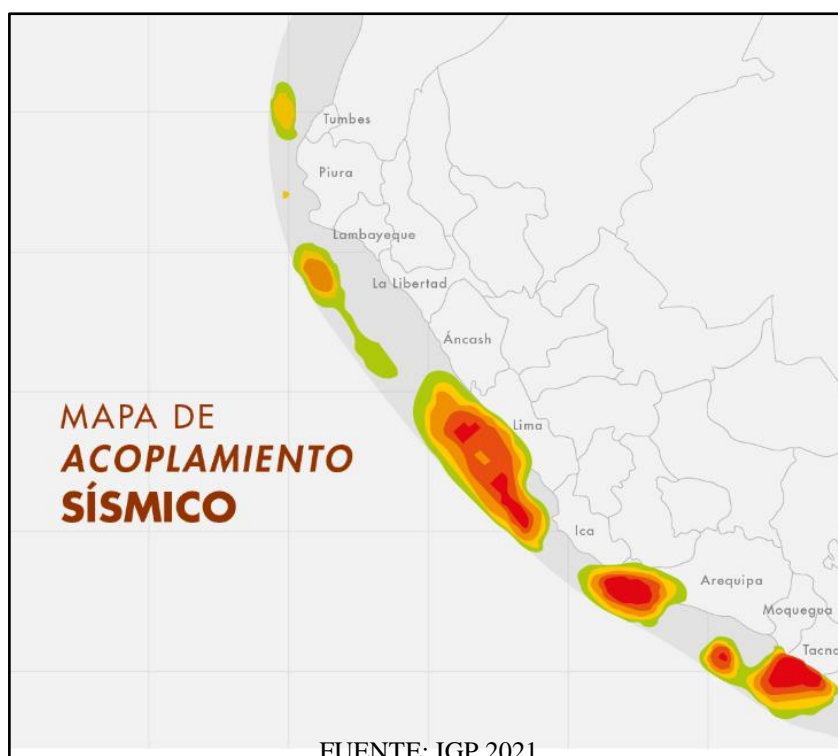 Tumbes
Piura
Lambayeque
La Libertad
Áncash
MAPA DE
ACOPLAMIENTO
SÍSMICO
Lima
Ica
Arequipa
Moquegua
Tacna
FUENTE: IGP 2021